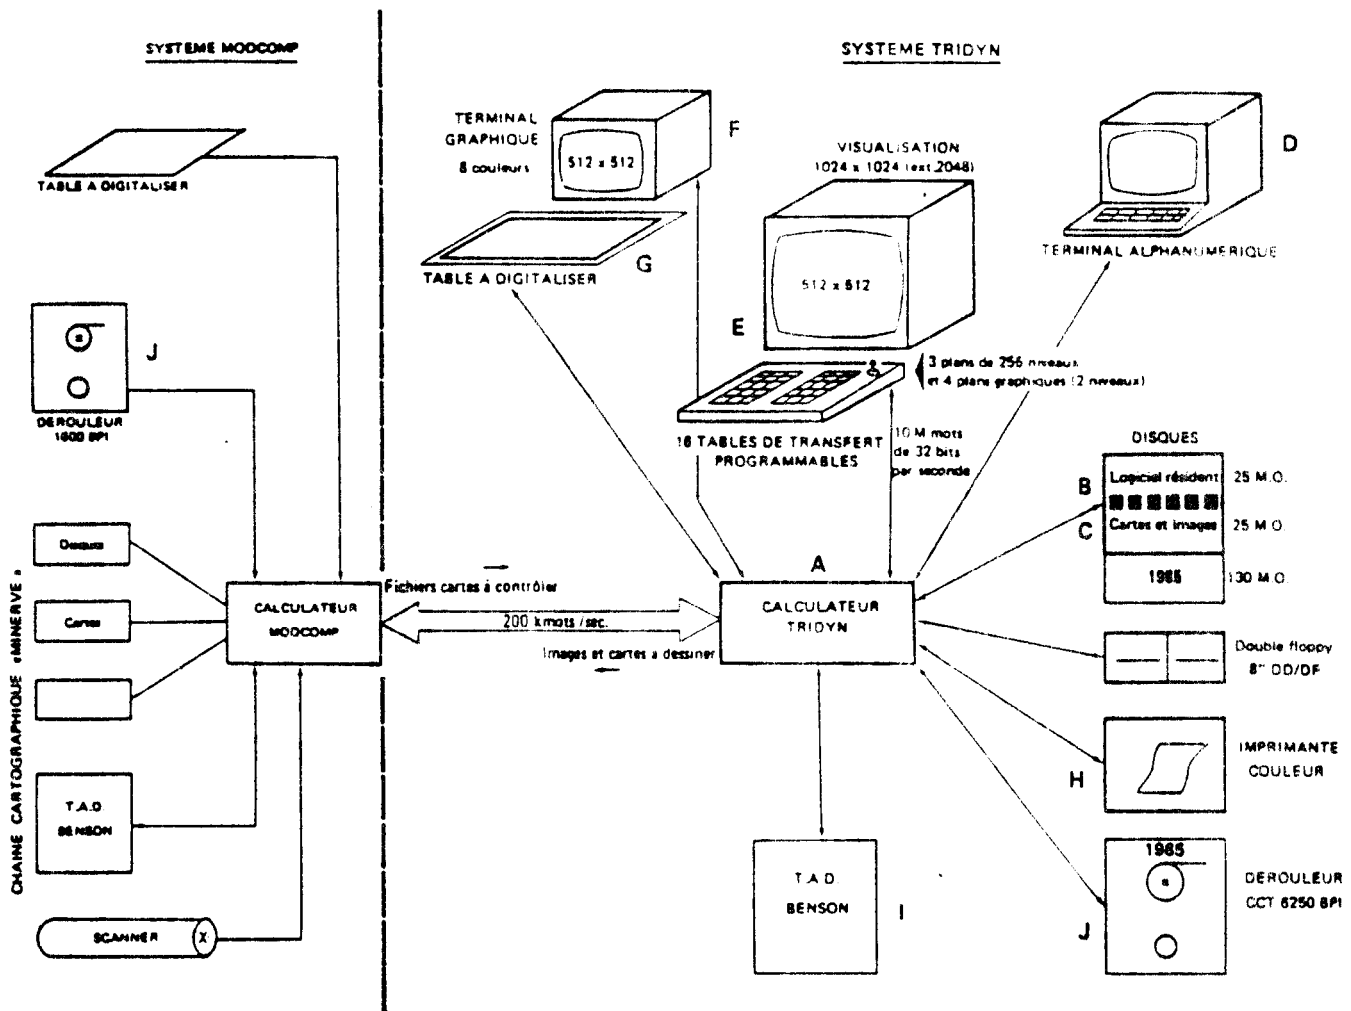 SYSTEME MODCOMP
TABLE A DIGITALISER
J
DEROULEUR
1600 BPI
Disques
Cartes
CHAINE CARTOGRAPHIQUE «MINERVE»
CALCULATEUR
MODCOMP
T.A.D.
BENSON
SCANNER
X
SYSTEME TRIDYN
TERMINAL
GRAPHIQUE
8 couleurs
512 x 512
F
TABLE A DIGITALISER
G
VISUALISATION
1024 x 1024 (ext.2048)
512 x 512
E
3 plans de 256 niveaux
et 4 plans graphiques (2 niveaux)
16 TABLES DE TRANSFERT
PROGRAMMABLES
10 M mots
de 32 bits
par seconde
D
TERMINAL ALPHANUMERIQUE
DISQUES
B
Logiciel résident
25 M.O.
C
Cartes et images
25 M.O.
1985
130 M.O.
A
Fichiers cartes à contrôler
200 kmots/sec.
Images et cartes a dessiner
CALCULATEUR
TRIDYN
Double floppy
8" DD/DF
H
IMPRIMANTE
COULEUR
T.A.D.
BENSON
I
1985
J
DEROULEUR
CCT 6250 BPI